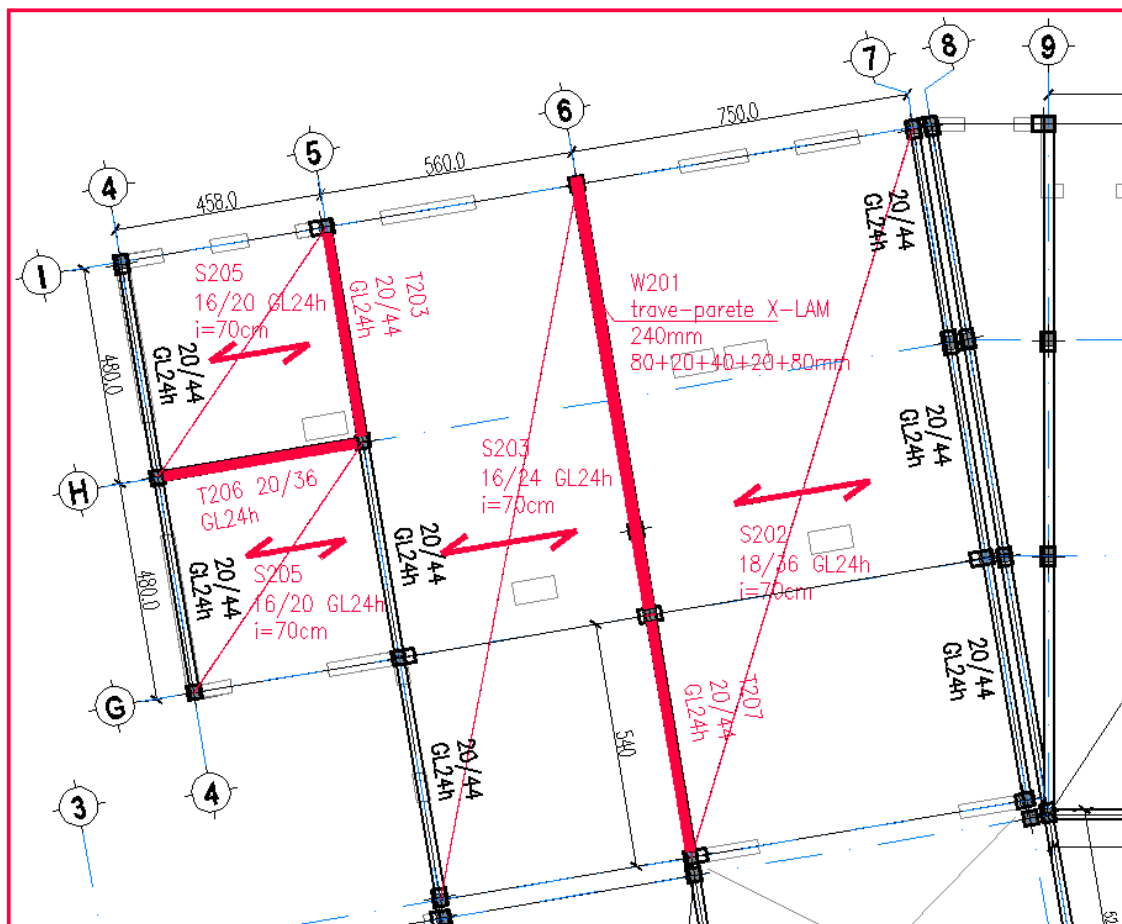 4
5
6
7
8
9
458.0
560.0
750.0
I
H
G
3
4
480.0
480.0
540
S205
16/20 GL24h
i=70cm
T203
20/44
GL24h
W201
trave-parete X-LAM
240mm
80+20+40+20+80mm
20/44
GL24h
20/44
GL24h
T206 20/36
GL24h
S203
16/24 GL24h
i=70cm
20/44
GL24h
S202
18/36 GL24h
i=70cm
20/44
GL24h
S205
16/20 GL24h
i=70cm
20/44
GL24h
T207
20/44
GL24h
20/44
GL24h
20/44
GL24h